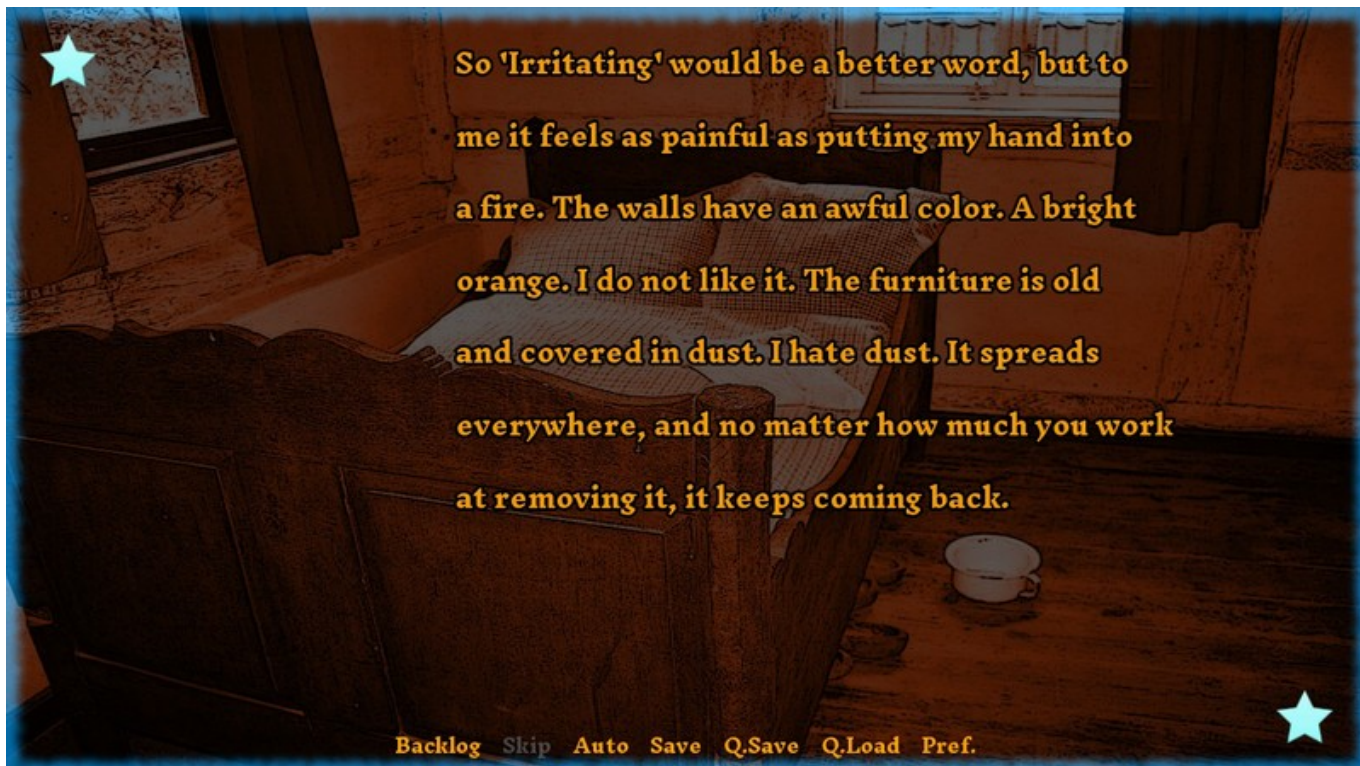 So 'Irritating' would be a better word, but to
me it feels as painful as putting my hand into
a fire. The walls have an awful color. A bright
orange. I do not like it. The furniture is old
and covered in dust. I hate dust. It spreads
everywhere, and no matter how much you work
at removing it, it keeps coming back.
Backlog Skip Auto Save Q.Save Q.Load Pref.